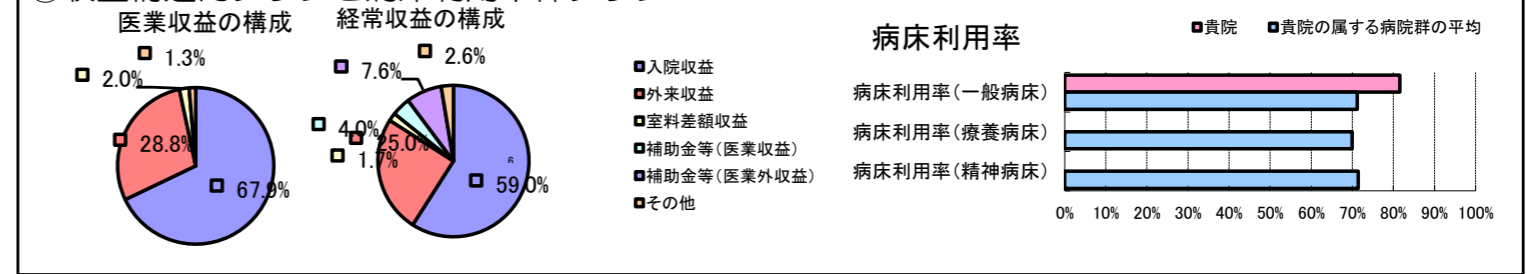 医業収益の構成
経常収益の構成
1.3%
2.0%
28.8%
67.9%
2.6%
7.6%
4.0%
25.0%
1.7%
59.0%
入院収益
外来収益
室料差額収益
補助金等(医業収益)
補助金等(医業外収益)
その他
病床利用率
貴院
貴院の属する病院群の平均
病床利用率(一般病床)
病床利用率(療養病床)
病床利用率(精神病床)
0% 10% 20% 30% 40% 50% 60% 70% 80% 90% 100%